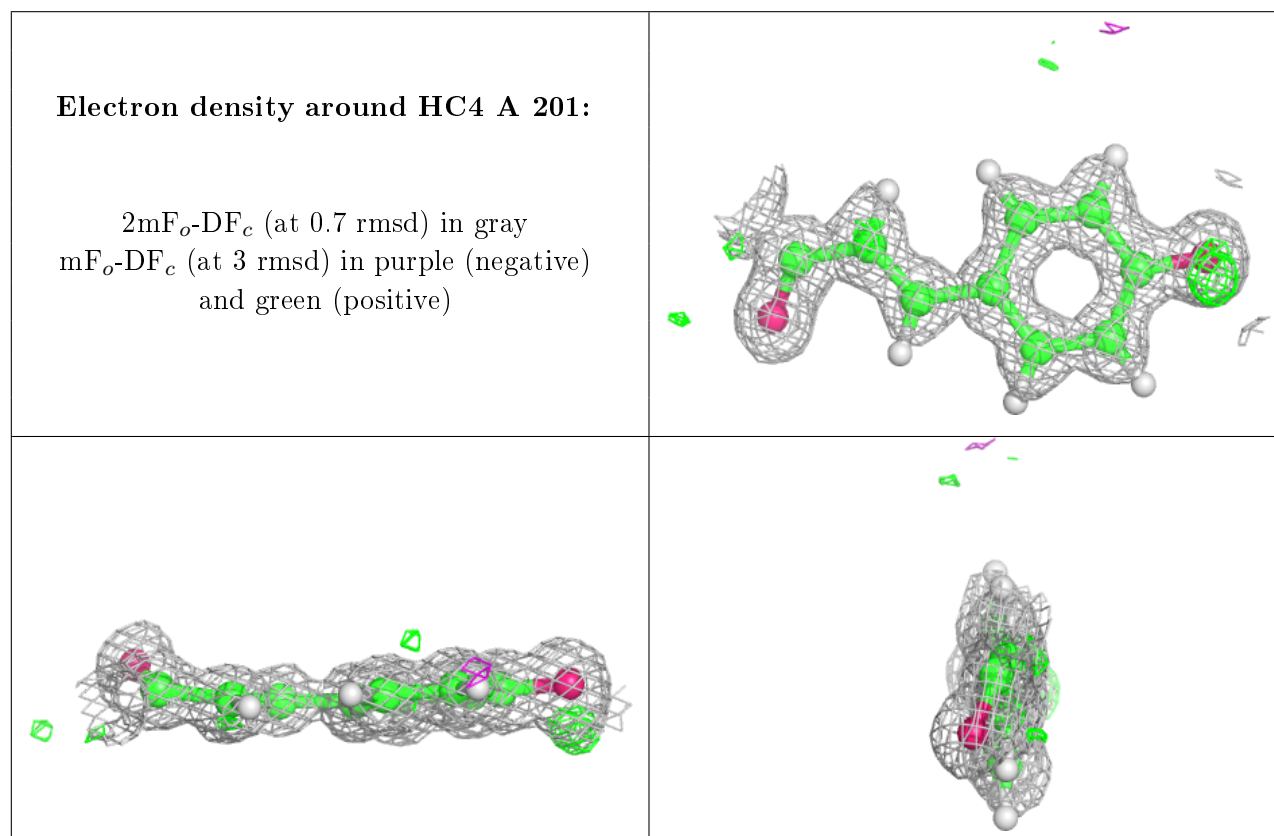 Electron density around HC4 A 201:
2mFo-DFc (at 0.7 rmsd) in gray
mFo-DFc (at 3 rmsd) in purple (negative)
and green (positive)